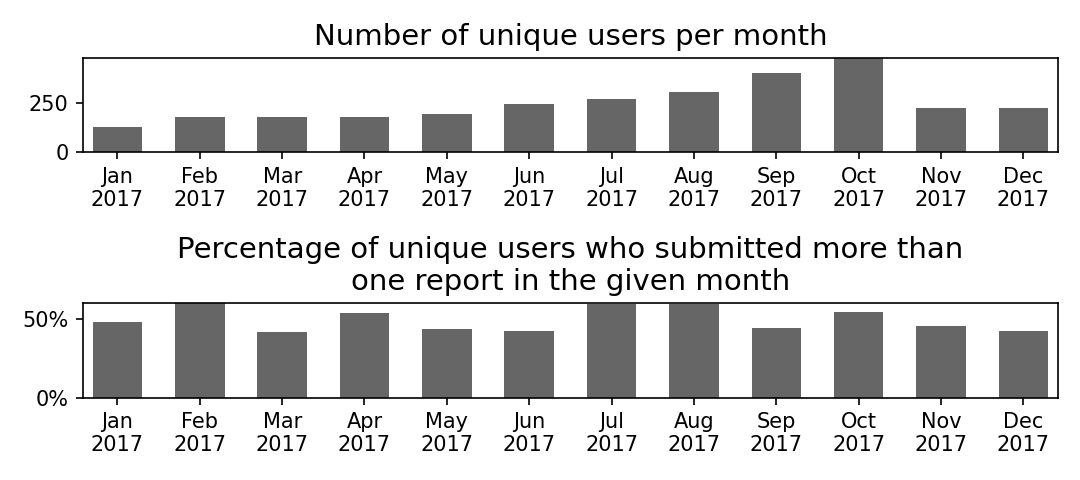 Number of unique users per month
250
0
Jan Feb Mar Apr May Jun Jul Aug Sep Oct Nov Dec
2017 2017 2017 2017 2017 2017 2017 2017 2017 2017 2017 2017
Percentage of unique users who submitted more than
one report in the given month
50%
0%
Jan Feb Mar Apr May Jun Jul Aug Sep Oct Nov Dec
2017 2017 2017 2017 2017 2017 2017 2017 2017 2017 2017 2017